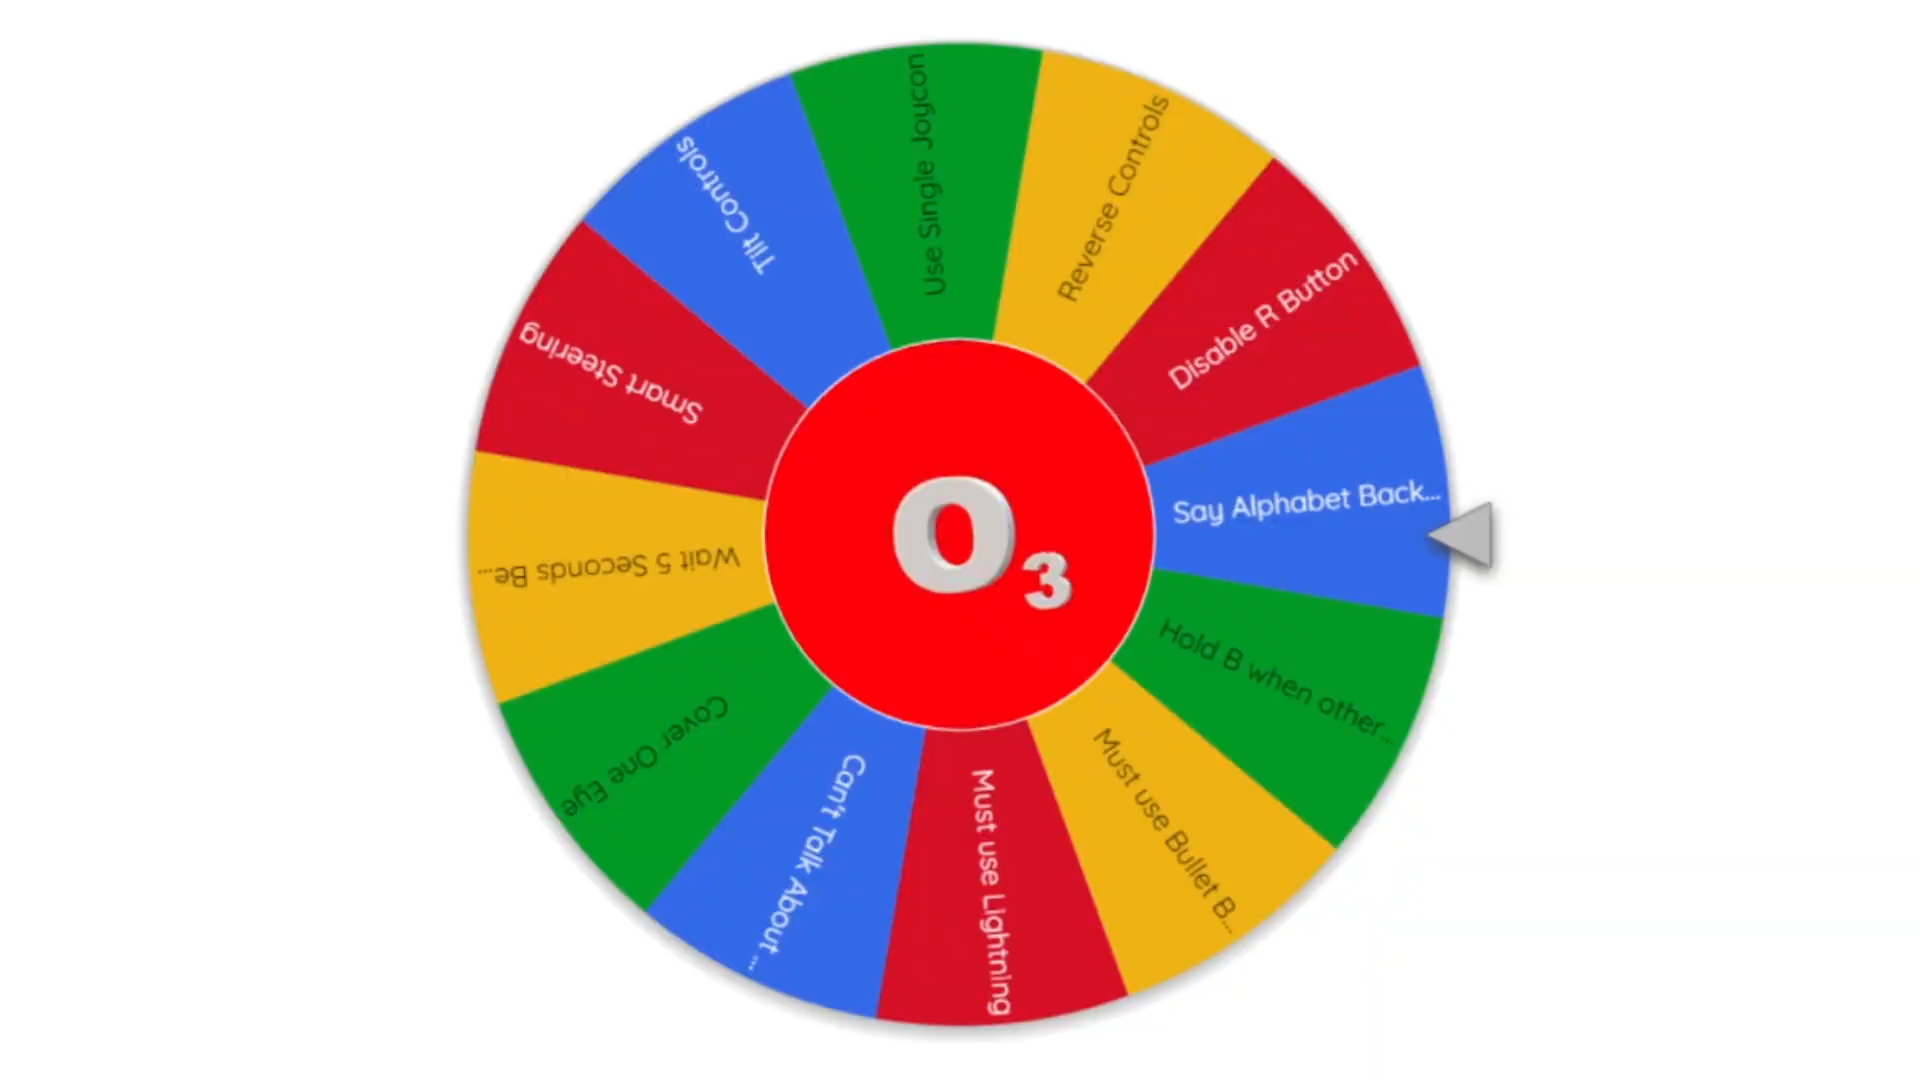 Use Single Joycon
Reverse Controls
Disable R Button
Say Alphabet Back...
Hold B when other...
Must use Bullet B...
Must use Lightning
Can't Talk About ...
Cover One Eye
Wait 5 Seconds Be...
Smart Steering
Tilt Controls
O₃